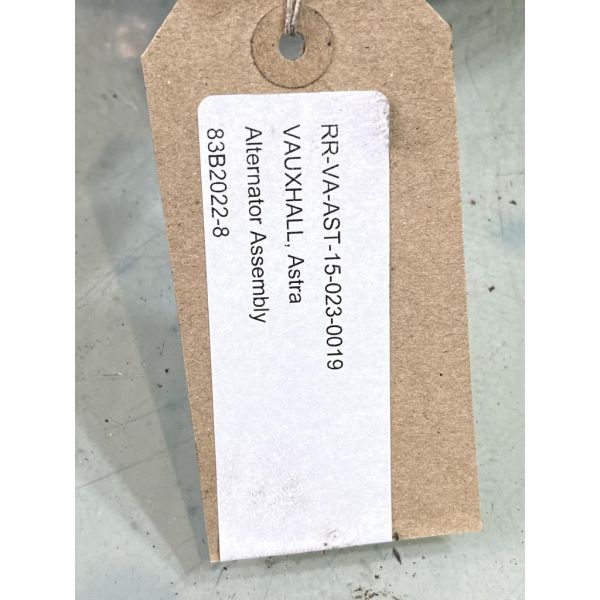 RR-VA-AST-15-023-0019
VAUXHALL, Astra
Alternator Assembly
83B2022-8